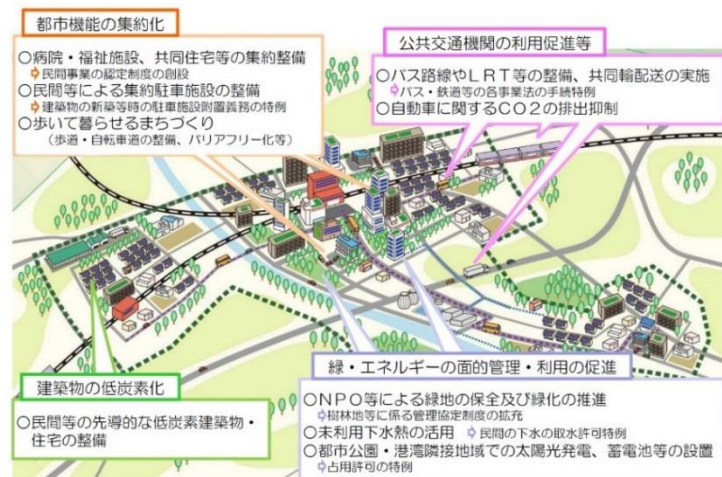 都市機能の集約化
○病院・福祉施設、共同住宅等の集約整備
⇨民間事業の認定制度の創設
○民間等による集約駐車施設の整備
⇨建築物の新築等時の駐車施設附置義務の特例
○歩いて暮らせるまちづくり
（歩道・自転車道の整備、バリアフリー化等）
公共交通機関の利用促進等
○バス路線やＬＲＴ等の整備、共同輸配送の実施
⇨バス・鉄道等の各事業法の手続特例
○自動車に関するＣＯ２の排出抑制
建築物の低炭素化
○民間等の先導的な低炭素建築物・
住宅の整備
緑・エネルギーの面的管理・利用の促進
○ＮＰＯ等による緑地の保全及び緑化の推進
⇨樹林地等に係る管理協定制度の拡充
○未利用下水熱の活用 ⇨民間の下水の取水許可特例
○都市公園・港湾隣接地域での太陽光発電、蓄電池等の設置
⇨占用許可の特例